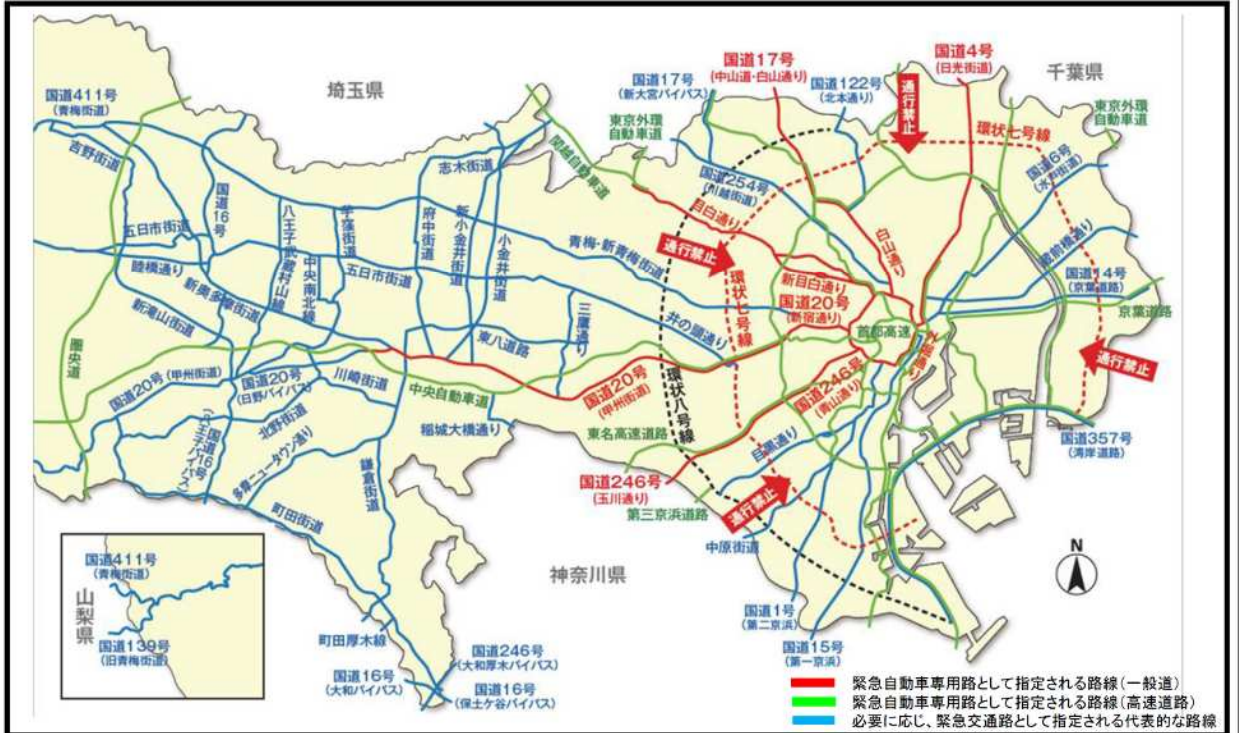 国道411号
(青梅街道)
吉野街道
埼玉県
国道17号
(新大宮バイパス)
国道17号
(中山道・白山通り)
国道122号
(北本通り)
通行禁止
国道4号
(日光街道)
千葉県
東京外環
自動車道
関越自動車道
東京外環
自動車道
環状七号線
国道6号
(水戸街道)
志木街道
国道254号
(川越街道)
国道16号
八王子武蔵村山線
芋窪街道
府中街道
新小金井街道
小金井街道
目白通り
白山通り
蔵前橋通り
五日市街道
睦橋通り
中央南北線
五日市街道
青梅・新青梅街道
通行禁止
環状七号線
新目白通り
国道20号
(新宿通り)
国道14号
(京葉道路)
京葉道路
新滝山街道
新奥多摩街道
東八道路
三鷹通り
井の頭通り
首都高速
通行禁止
圏央道
国道20号(甲州街道)
国道20号
(日野バイパス)
川崎街道
中央自動車道
国道20号
(甲州街道)
環状八号線
国道246号
(青山通り)
北野街道
国道16号
(八王子バイパス)
多摩ニュータウン通り
稲城大橋通り
東名高速道路
目黒通り
国道357号
(湾岸道路)
鎌倉街道
国道246号
(玉川通り)
第三京浜道路
通行禁止
町田街道
中原街道
神奈川県
N
国道411号
(青梅街道)
山梨県
国道139号
(旧青梅街道)
町田厚木線
国道246号
(大和厚木バイパス)
国道16号
(大和バイパス)
国道16号
(保土ケ谷バイパス)
国道1号
(第二京浜)
国道15号
(第一京浜)
緊急自動車専用路として指定される路線(一般道)
緊急自動車専用路として指定される路線(高速道路)
必要に応じ、緊急交通路として指定される代表的な路線